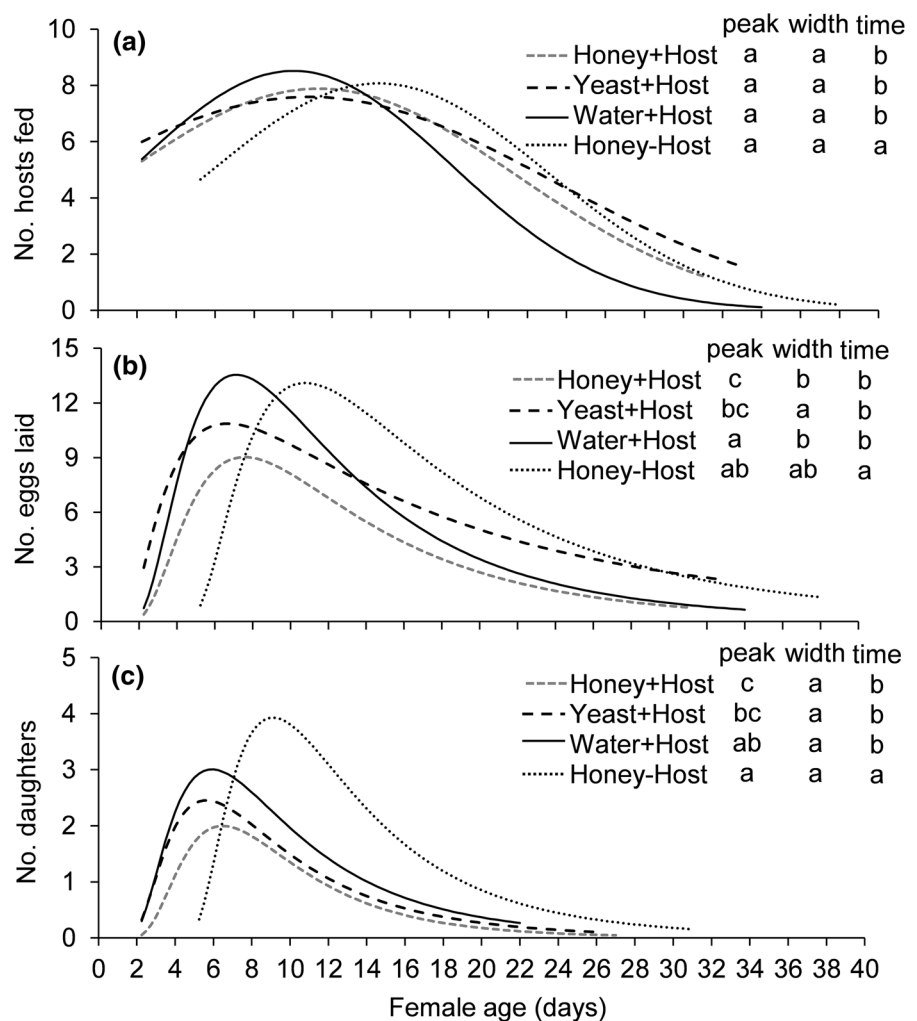 (a)
peak width time
Honey+Host a a b
Yeast+Host a a b
Water+Host a a b
Honey-Host a a a
10
8
6
4
2
0
No. hosts fed
(b)
peak width time
Honey+Host c b b
Yeast+Host bc a b
Water+Host a b b
Honey-Host ab ab a
15
12
9
6
3
0
No. eggs laid
(c)
peak width time
Honey+Host c a b
Yeast+Host bc a b
Water+Host ab a b
Honey-Host a a a
5
4
3
2
1
0
No. daughters
0 2 4 6 8 10 12 14 16 18 20 22 24 26 28 30 32 34 36 38 40
Female age (days)